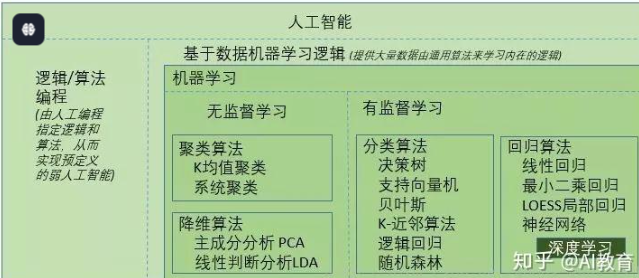 人工智能
基于数据机器学习逻辑 (提供大量数据由通用算法来学习内在的逻辑)
逻辑/算法
编程
(由人工编程
指定逻辑和
算法，从而
实现预定义
的弱人工智能)
机器学习
无监督学习
聚类算法
K均值聚类
系统聚类
降维算法
主成分分析 PCA
线性判断分析LDA
有监督学习
分类算法
决策树
支持向量机
贝叶斯
K-近邻算法
逻辑回归
随机森林
回归算法
线性回归
最小二乘回归
LOESS局部回归
神经网络
深度学习
知乎 @AI教育